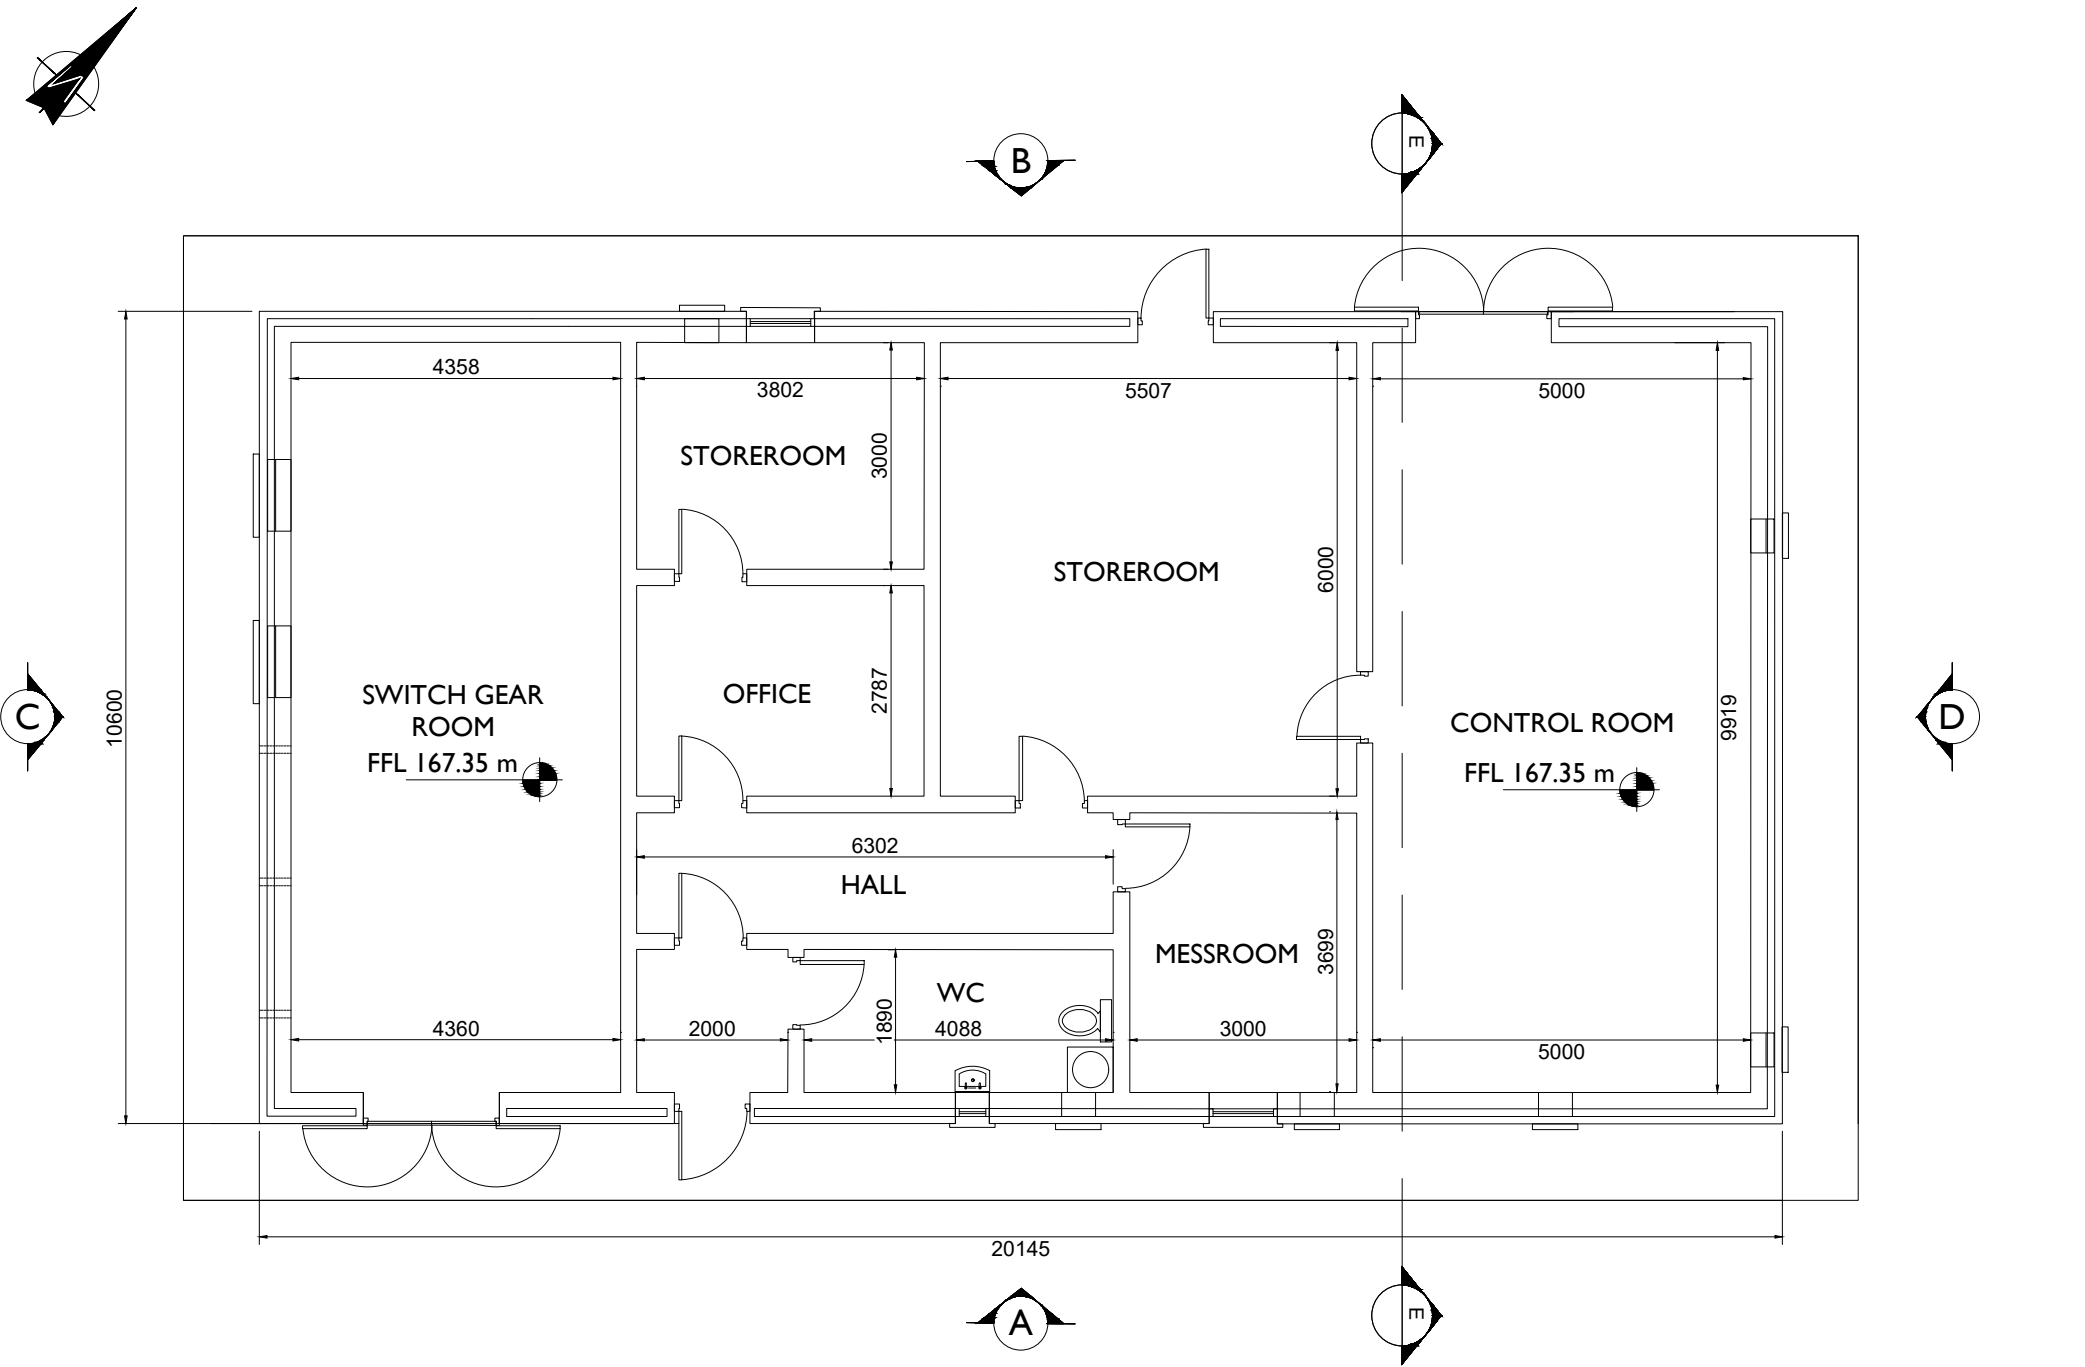 N
B
E
4358
3802
5507
5000
STOREROOM
3000
STOREROOM
6000
SWITCH GEAR
ROOM
FFL 167.35 m
OFFICE
2787
CONTROL ROOM
FFL 167.35 m
9919
10600
C
D
6302
HALL
MESSROOM
3699
WC
1890
4360
2000
4088
3000
5000
20145
A
E